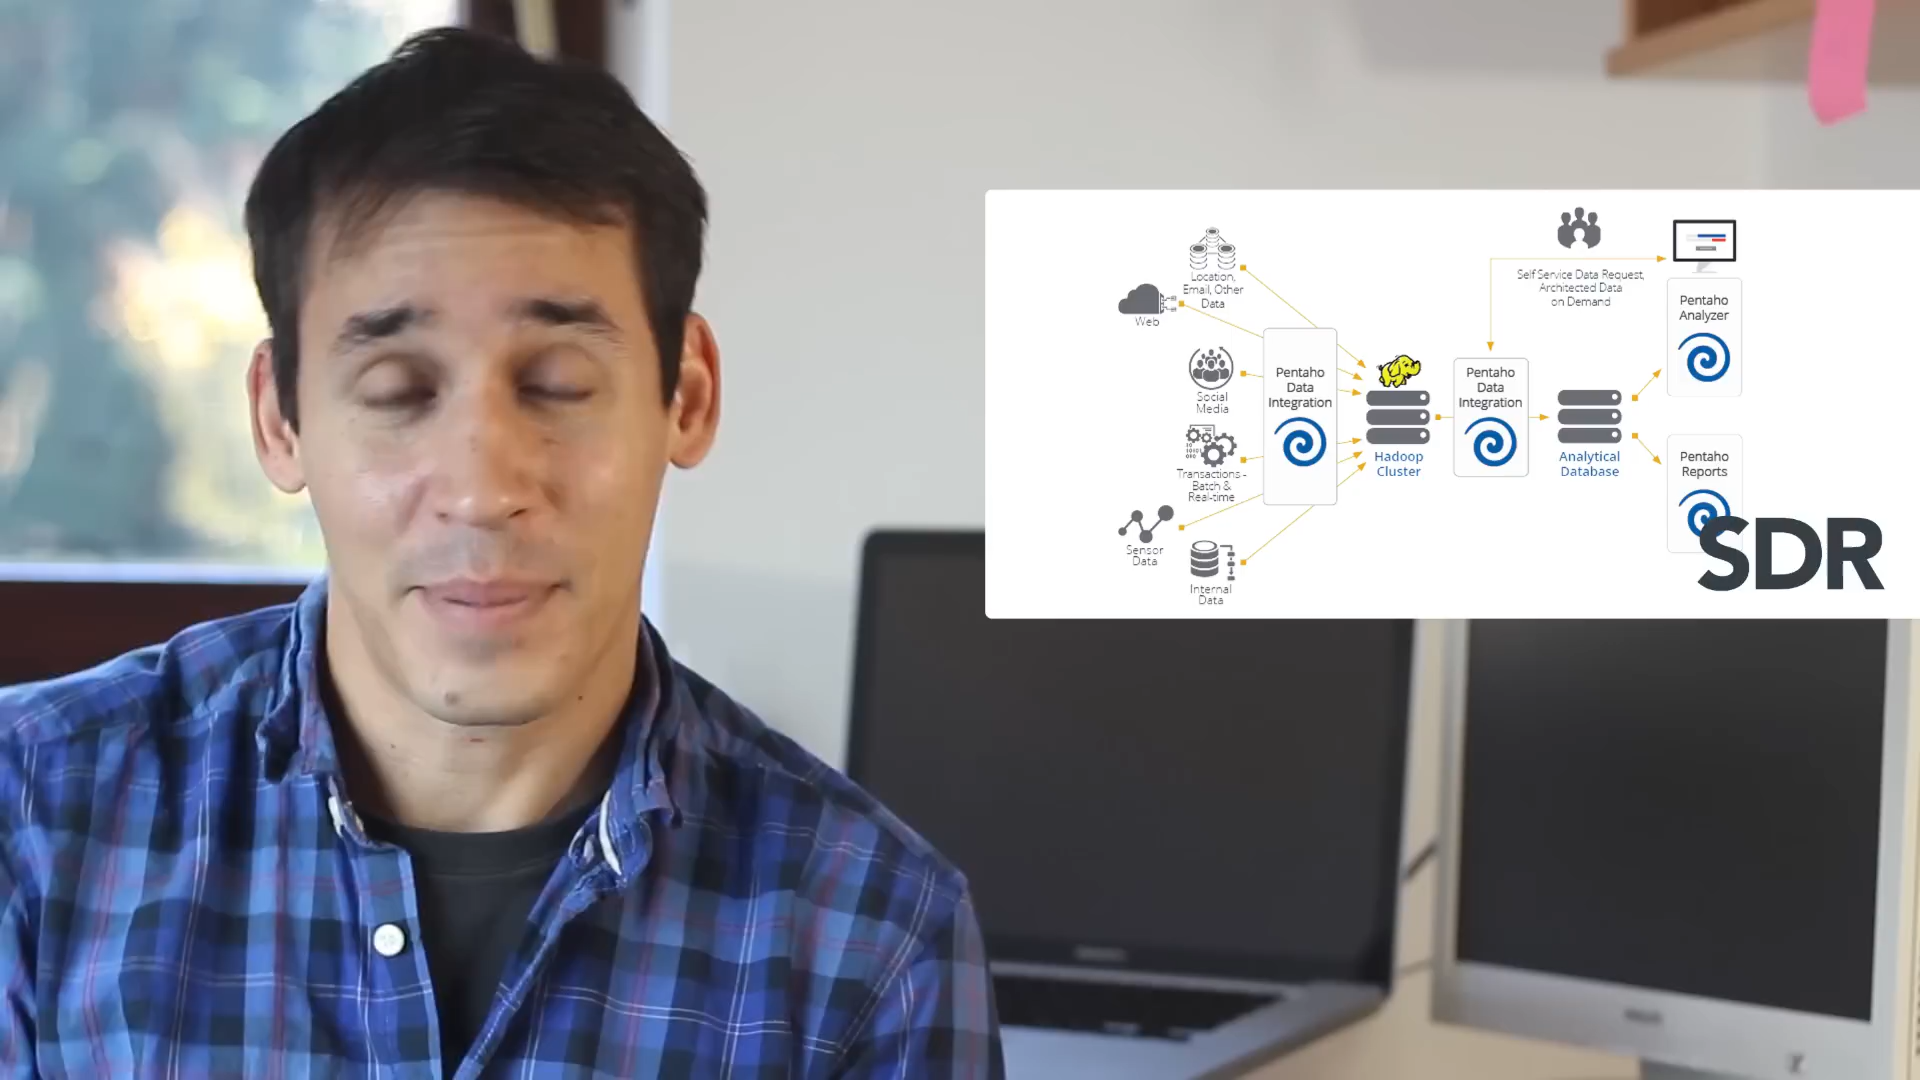 Location,
Email, Other
Data
Web
Social
Media
Transactions -
Batch &
Real-time
Sensor
Data
Internal
Data
Pentaho
Data
Integration
Hadoop
Cluster
Pentaho
Data
Integration
Self Service Data Request,
Architected Data
on Demand
Analytical
Database
Pentaho
Analyzer
Pentaho
Reports
SDR